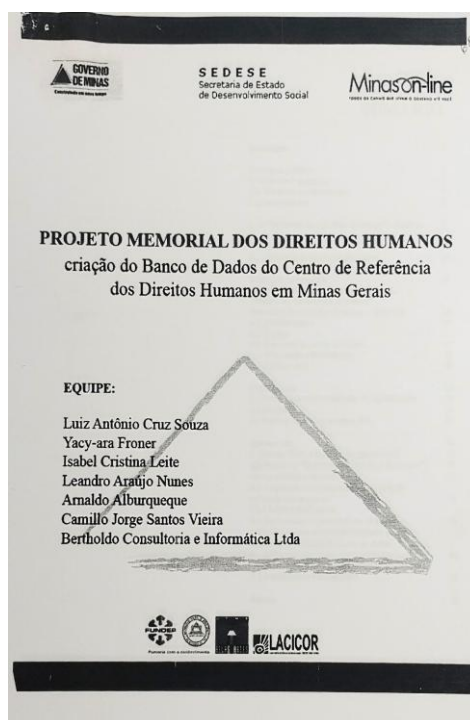 GOVERNO
DE MINAS
SEDESE
Secretaria de Estado
de Desenvolvimento Social
Minason-line
PROJETO MEMORIAL DOS DIREITOS HUMANOS
criação do Banco de Dados do Centro de Referência
dos Direitos Humanos em Minas Gerais
EQUIPE:
Luiz Antônio Cruz Souza
Yacy-ara Froner
Isabel Cristina Leite
Leandro Araújo Nunes
Arnaldo Alburqueque
Camillo Jorge Santos Vieira
Bertholdo Consultoria e Informática Ltda
FUNDEP
LACICOR